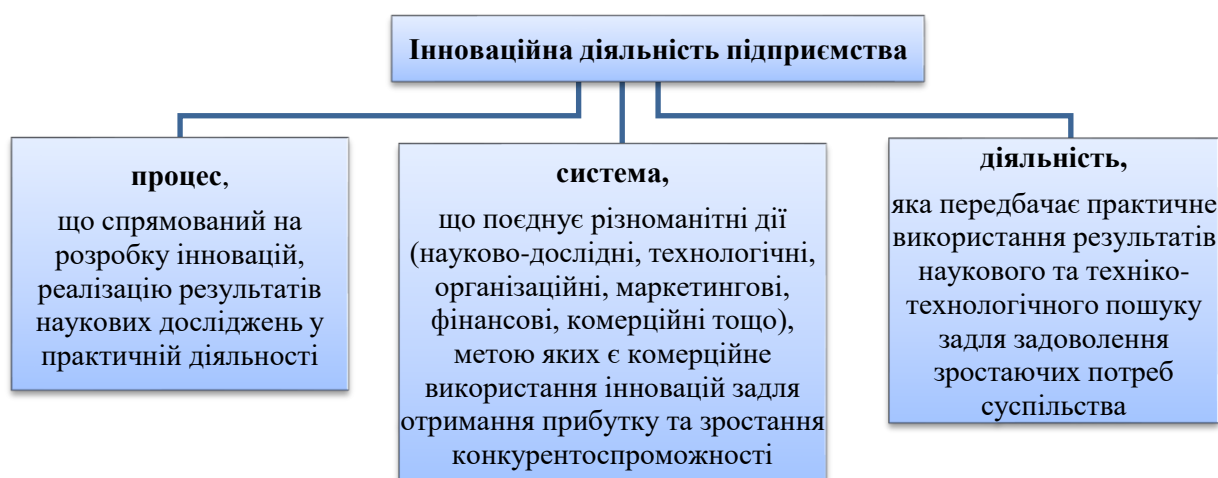 Інноваційна діяльність підприємства
процес,
що спрямований на
розробку інновацій,
реалізацію результатів
наукових досліджень у
практичній діяльності
система,
що поєднує різноманітні дії
(науково-дослідні, технологічні,
організаційні, маркетингові,
фінансові, комерційні тощо),
метою яких є комерційне
використання інновацій задля
отримання прибутку та зростання
конкурентоспроможності
діяльність,
яка передбачає практичне
використання результатів
наукового та техніко-
технологічного пошуку
задля задоволення
зростаючих потреб
суспільства